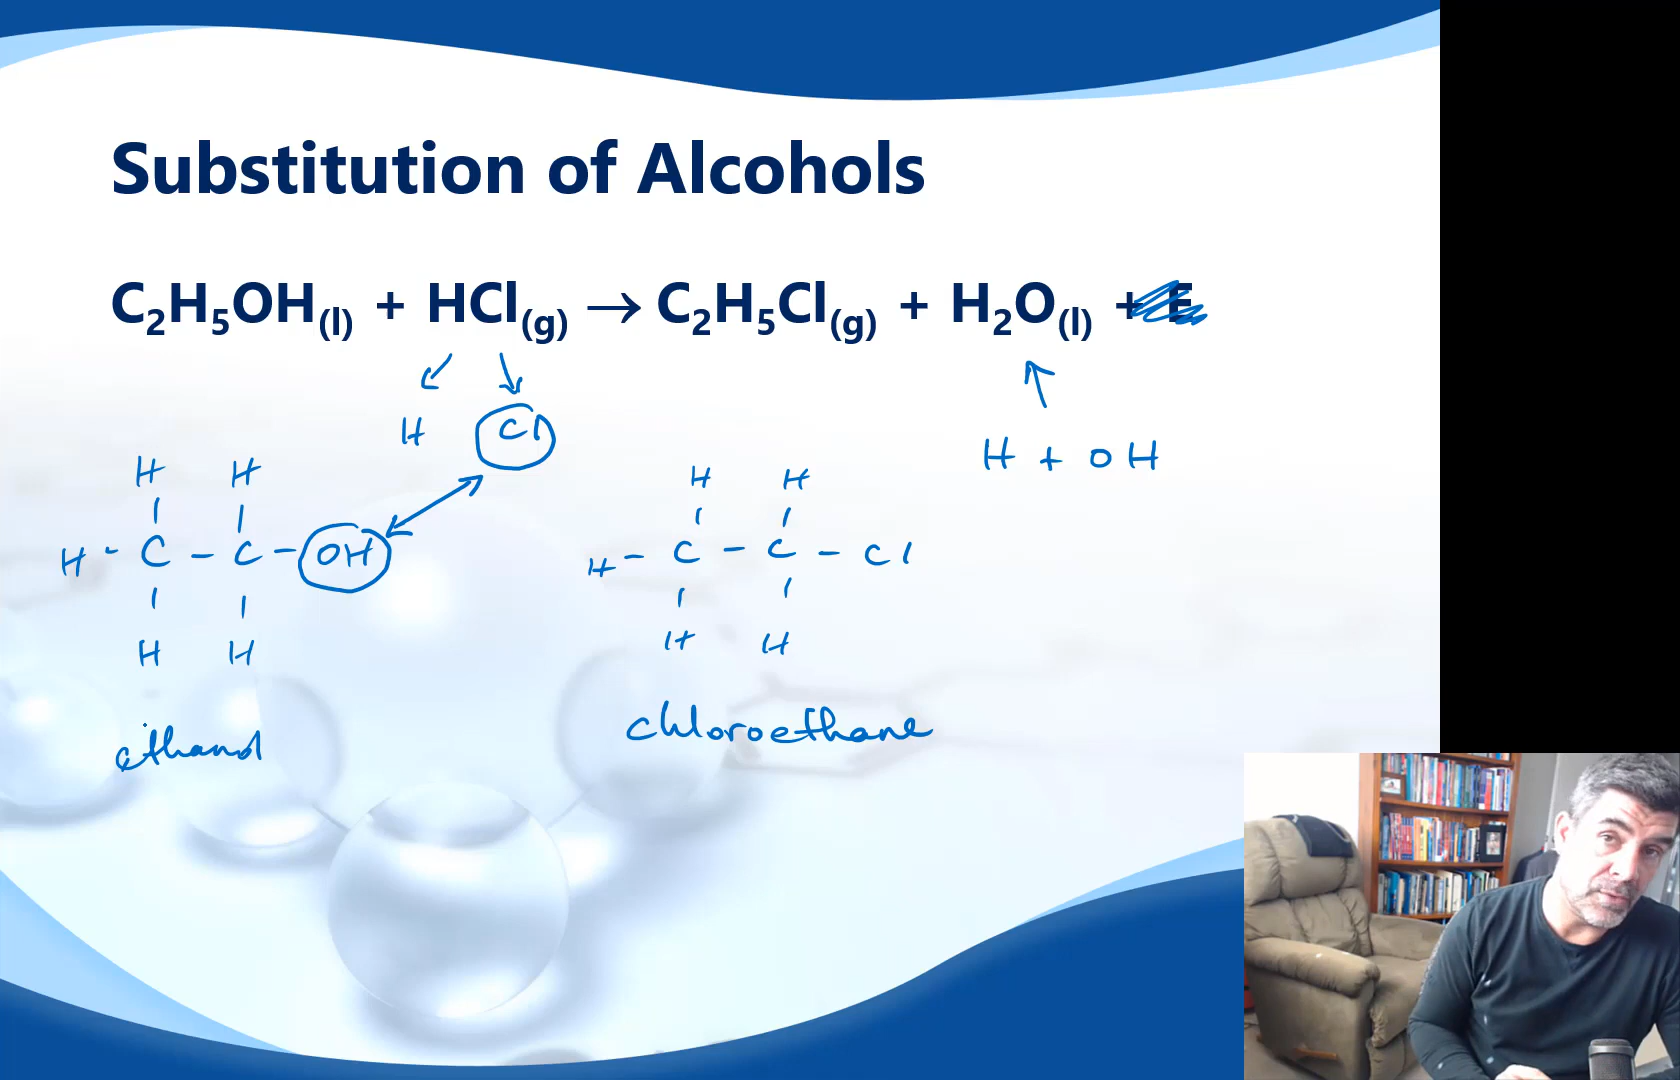 Substitution of Alcohols
C₂H₅OH₍l₎ + HCl₍g₎ → C₂H₅Cl₍g₎ + H₂O₍l₎ + E
H Cl
H + OH
H H
H - C - C - OH
H H
ethanol
H H
H - C - C - Cl
H H
chloroethane